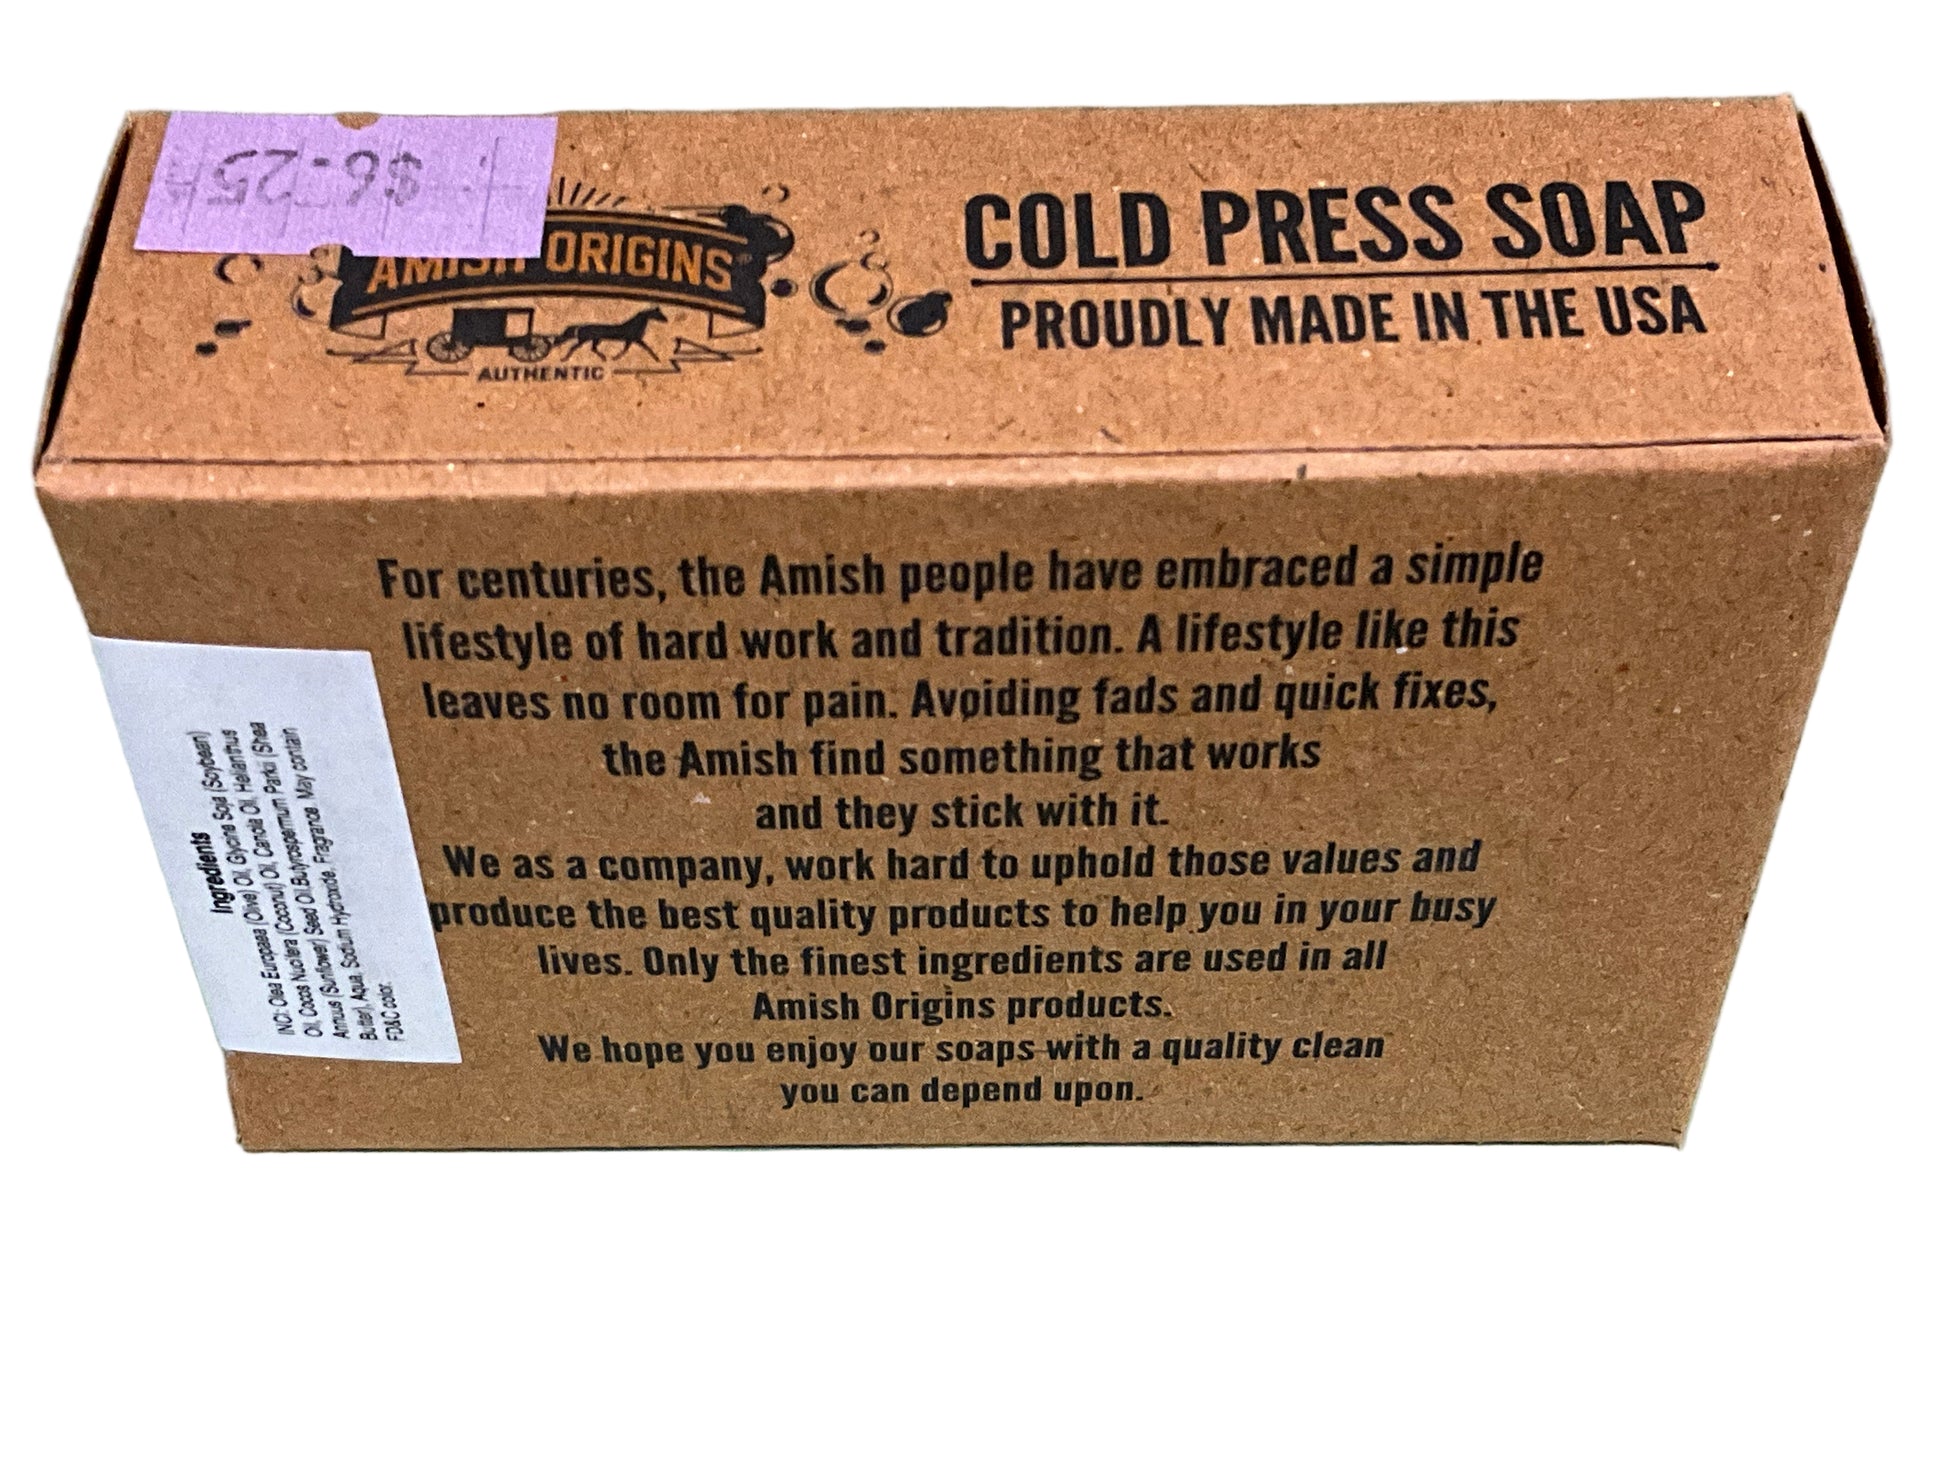 $6.25
AMISH ORIGINS®
AUTHENTIC
COLD PRESS SOAP
PROUDLY MADE IN THE USA
For centuries, the Amish people have embraced a simple
lifestyle of hard work and tradition. A lifestyle like this
leaves no room for pain. Avoiding fads and quick fixes,
the Amish find something that works
and they stick with it.
We as a company, work hard to uphold those values and
produce the best quality products to help you in your busy
lives. Only the finest ingredients are used in all
Amish Origins products.
We hope you enjoy our soaps with a quality clean
you can depend upon.
Ingredients
INCI: Olea Europaea (Olive) Oil, Glycine Soja (Soybean)
Oil, Cocos Nucifera (Coconut) Oil, Canola Oil, Helianthus
Annuus (Sunflower) Seed Oil,Butyrospermum Parkii (Shea
Butter), Aqua, Sodium Hydroxide, Fragrance. May contain
FD&C color.